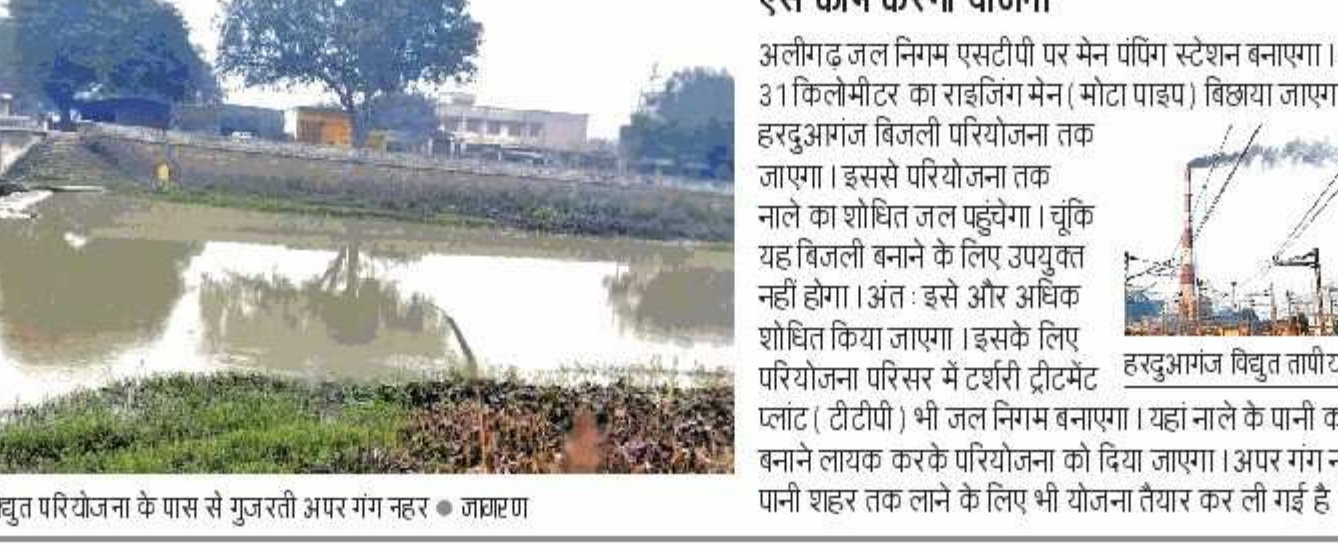 ऐसे काम करेगी योजना
अलीगढ़ जल निगम एसटीपी पर मेन पंपिंग स्टेशन बनाएगा।
31 किलोमीटर का राइजिंग मेन ( मोटा पाइप ) बिछाया जाएगा
हरदुआगंज बिजली परियोजना तक
जाएगा । इससे परियोजना तक
नाले का शोधित जल पहुंचेगा । चूंकि
यह बिजली बनाने के लिए उपयुक्त
नहीं होगा । अंत : इसे और अधिक
शोधित किया जाएगा । इसके लिए
परियोजना परिसर में टर्शरी ट्रीटमेंट
प्लांट ( टीटीपी ) भी जल निगम बनाएगा । यहां नाले के पानी
बनाने लायक करके परियोजना को दिया जाएगा । अपर गंग
पानी शहर तक लाने के लिए भी योजना तैयार कर ली गई है
हरदुआगंज विद्युत तापीय
परियोजना के पास से गुजरती अपर गंग नहर ● जागरण